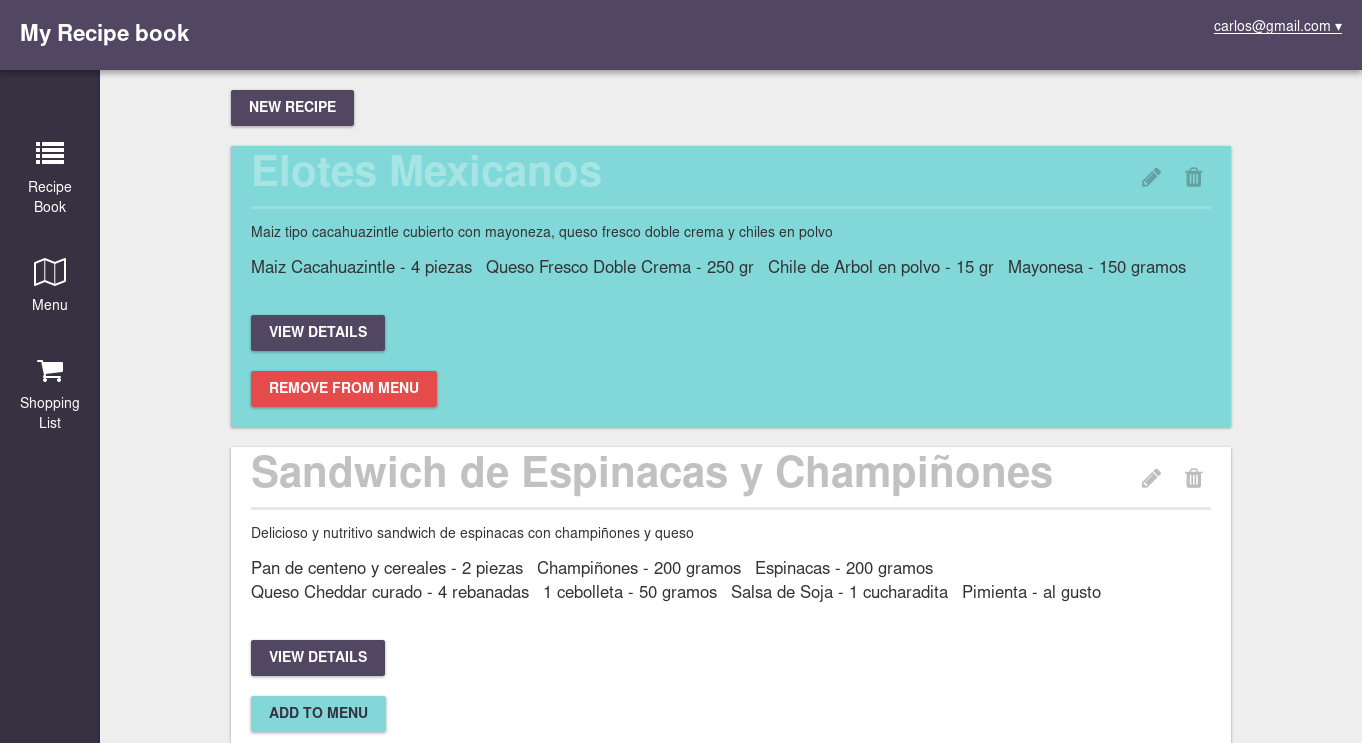 My Recipe book
carlos@gmail.com ▾
Recipe
Book
Menu
Shopping
List
NEW RECIPE
Elotes Mexicanos
Maiz tipo cacahuazintle cubierto con mayoneza, queso fresco doble crema y chiles en polvo
Maiz Cacahuazintle - 4 piezas Queso Fresco Doble Crema - 250 gr Chile de Arbol en polvo - 15 gr Mayonesa - 150 gramos
VIEW DETAILS
REMOVE FROM MENU
Sandwich de Espinacas y Champiñones
Delicioso y nutritivo sandwich de espinacas con champiñones y queso
Pan de centeno y cereales - 2 piezas Champiñones - 200 gramos Espinacas - 200 gramos
Queso Cheddar curado - 4 rebanadas 1 cebolleta - 50 gramos Salsa de Soja - 1 cucharadita Pimienta - al gusto
VIEW DETAILS
ADD TO MENU